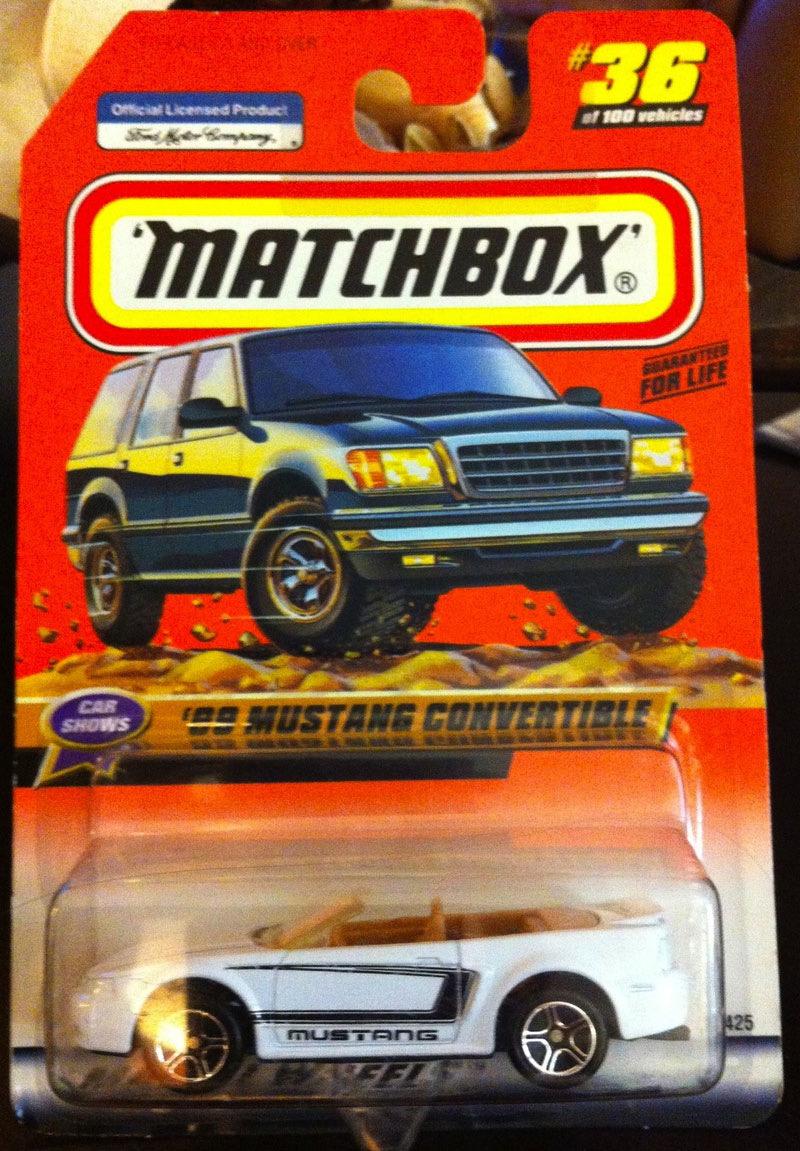 Official Licensed Product
Ford Motor Company,
#36
of 100 vehicles
'MATCHBOX'®
GUARANTEED
FOR LIFE
CAR
SHOWS
'99 MUSTANG CONVERTIBLE
MUSTANG
425